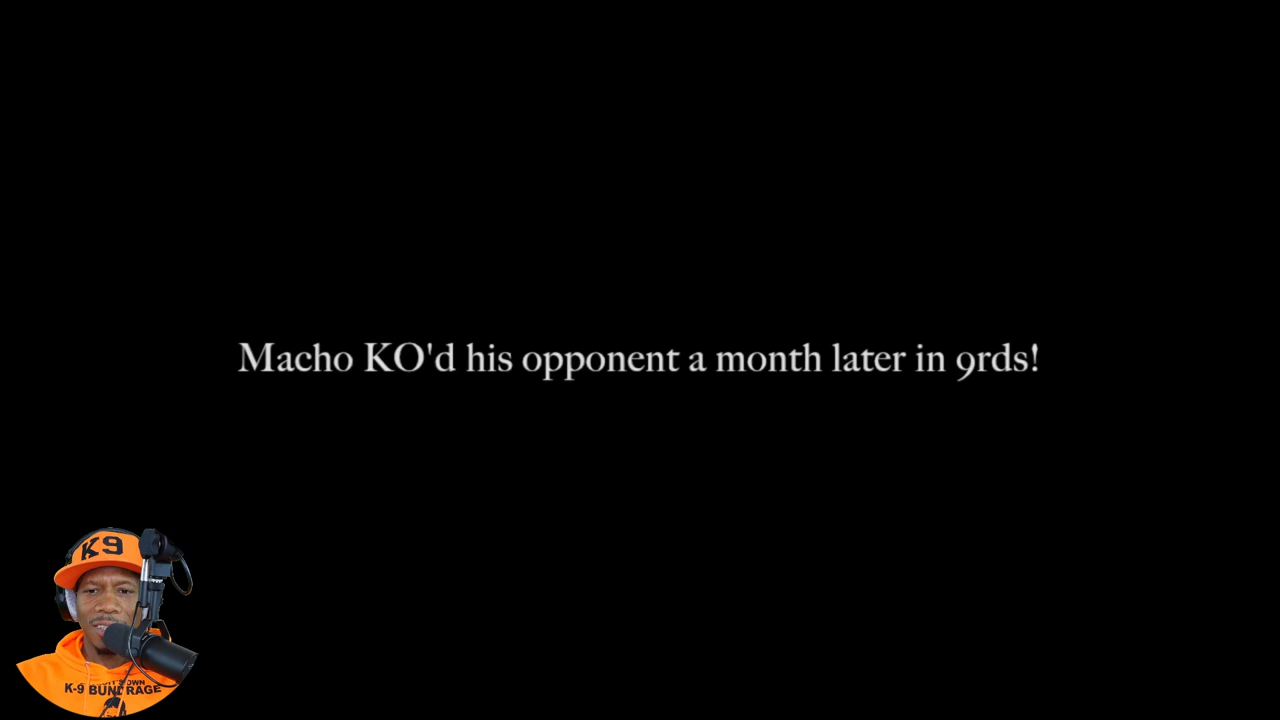 Macho KO'd his opponent a month later in 9rds!
K9
K-9 BUNDRAGE